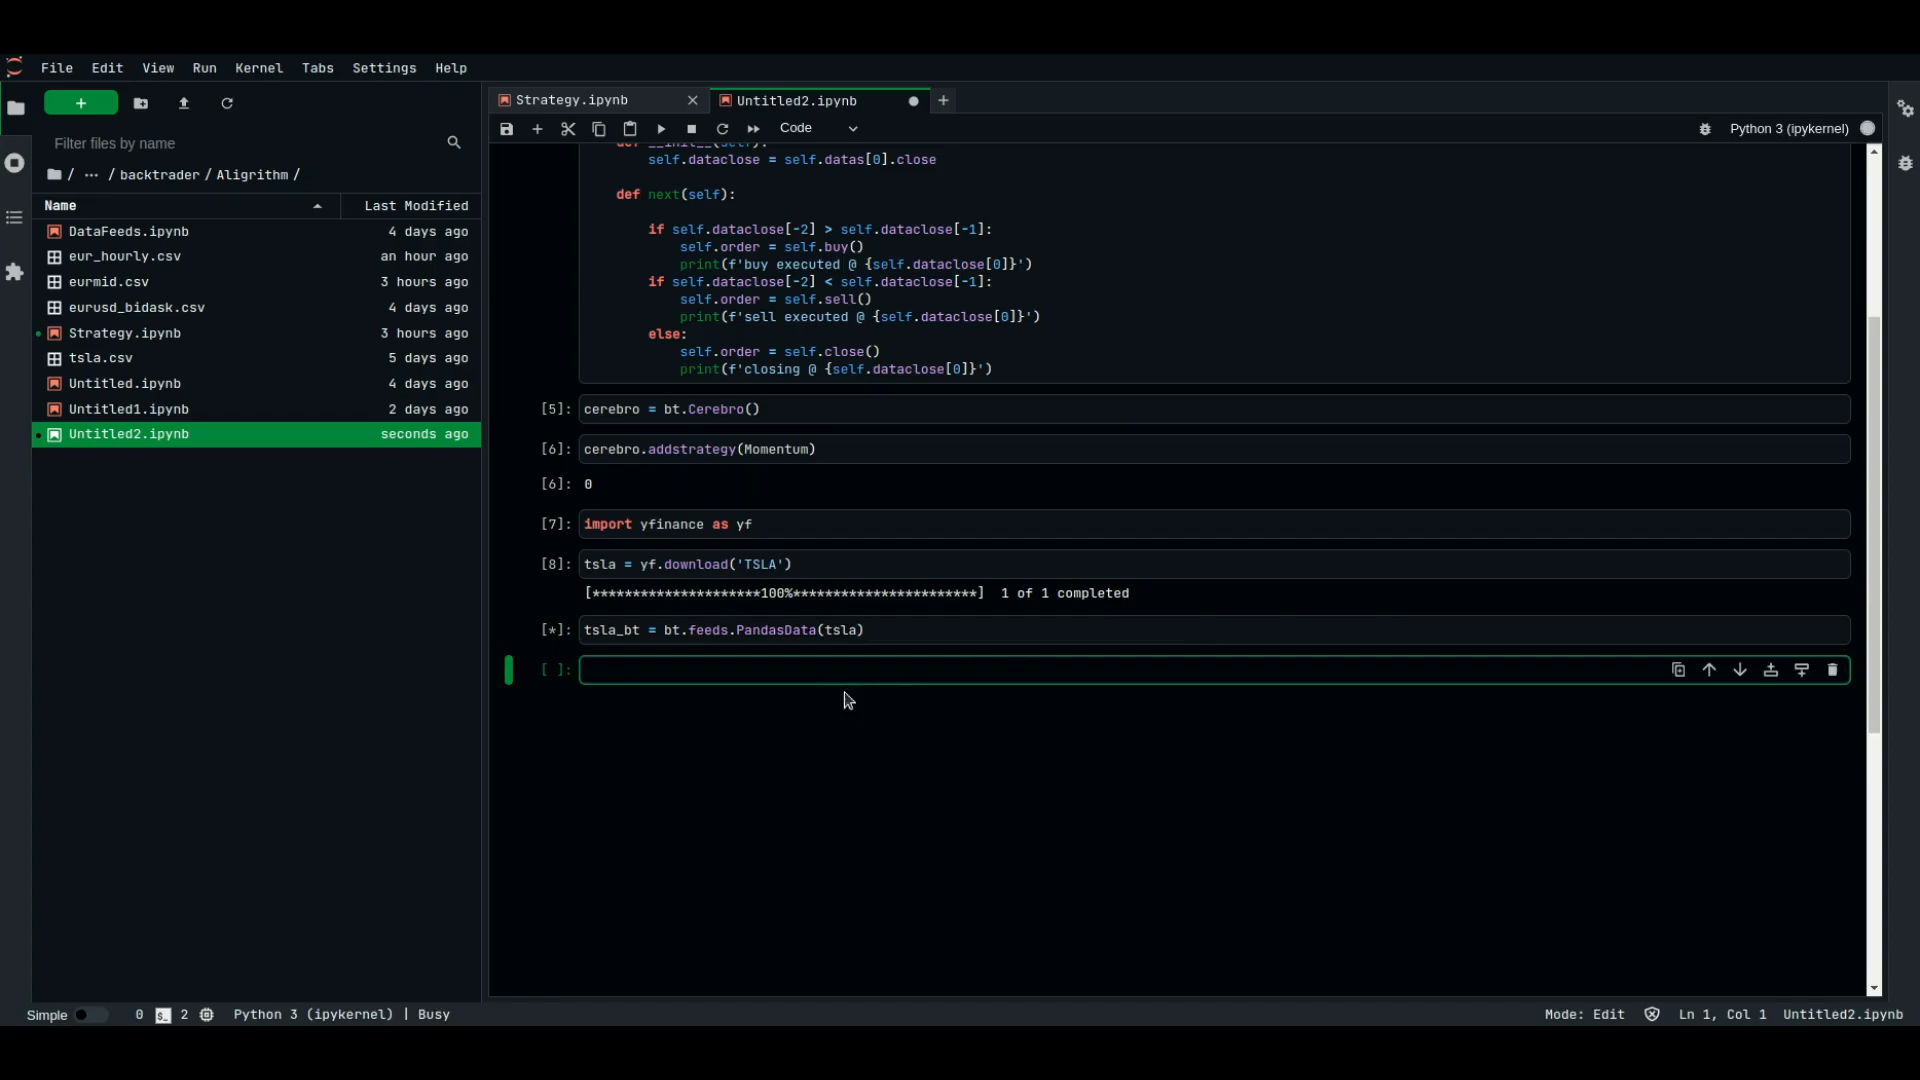 File Edit View Run Kernel Tabs Settings Help
+
Filter files by name
/ ··· / backtrader / Aligrithm /
Name Last Modified
DataFeeds.ipynb 4 days ago
eur_hourly.csv an hour ago
eurmid.csv 3 hours ago
eurusd_bidask.csv 4 days ago
Strategy.ipynb 3 hours ago
tsla.csv 5 days ago
Untitled.ipynb 4 days ago
Untitled1.ipynb 2 days ago
Untitled2.ipynb seconds ago
Strategy.ipynb Untitled2.ipynb
Code Python 3 (ipykernel)
def __init__(self):
self.dataclose = self.datas[0].close
def next(self):
if self.dataclose[-2] > self.dataclose[-1]:
self.order = self.buy()
print(f'buy executed @ {self.dataclose[0]}')
if self.dataclose[-2] < self.dataclose[-1]:
self.order = self.sell()
print(f'sell executed @ {self.dataclose[0]}')
else:
self.order = self.close()
print(f'closing @ {self.dataclose[0]}')
[5]: cerebro = bt.Cerebro()
[6]: cerebro.addstrategy(Momentum)
[6]: 0
[7]: import yfinance as yf
[8]: tsla = yf.download('TSLA')
[*********************100%***********************] 1 of 1 completed
[*]: tsla_bt = bt.feeds.PandasData(tsla)
[ ]:
Simple 0 $_ 2 Python 3 (ipykernel) | Busy Mode: Edit Ln 1, Col 1 Untitled2.ipynb